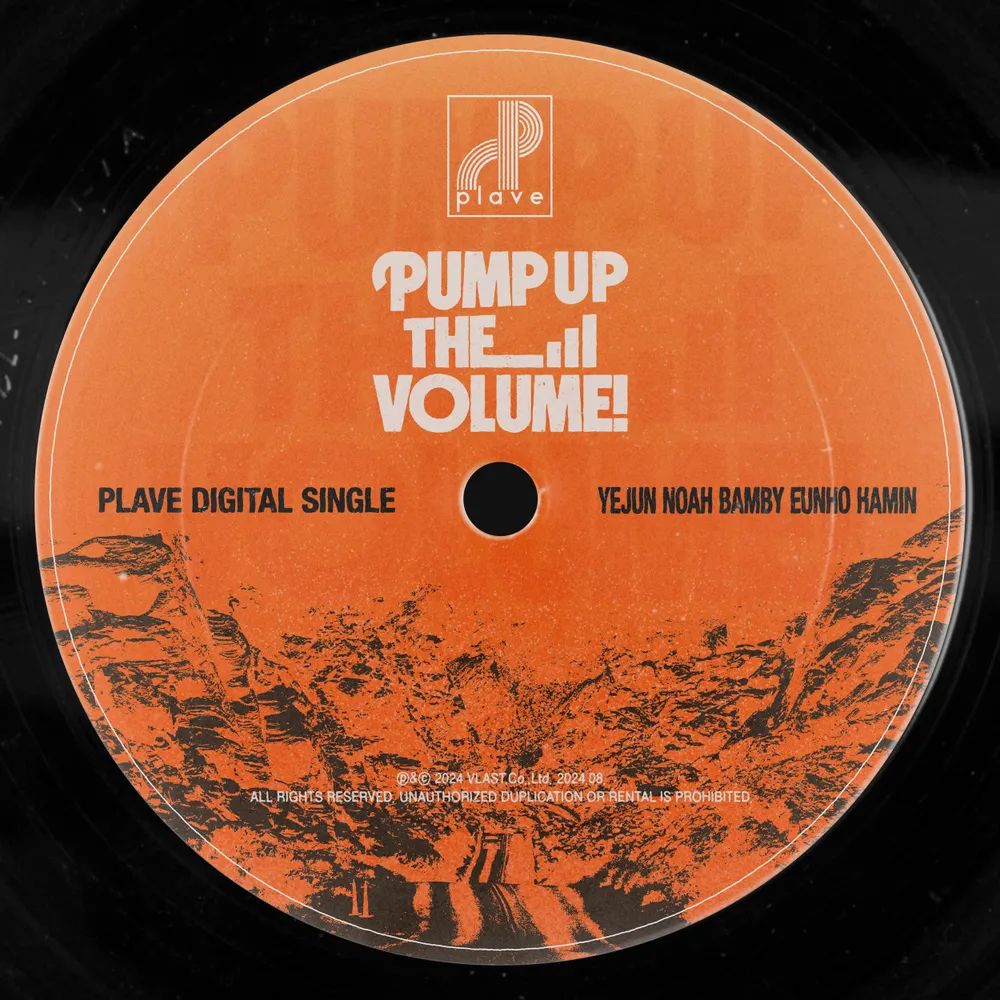 plave
PUMP UP
THE
VOLUME!
PLAVE DIGITAL SINGLE
YEJUN NOAH BAMBY EUNHO HAMIN
℗&© 2024 VLAST Co., Ltd. 2024.08.
ALL RIGHTS RESERVED. UNAUTHORIZED DUPLICATION OR RENTAL IS PROHIBITED.